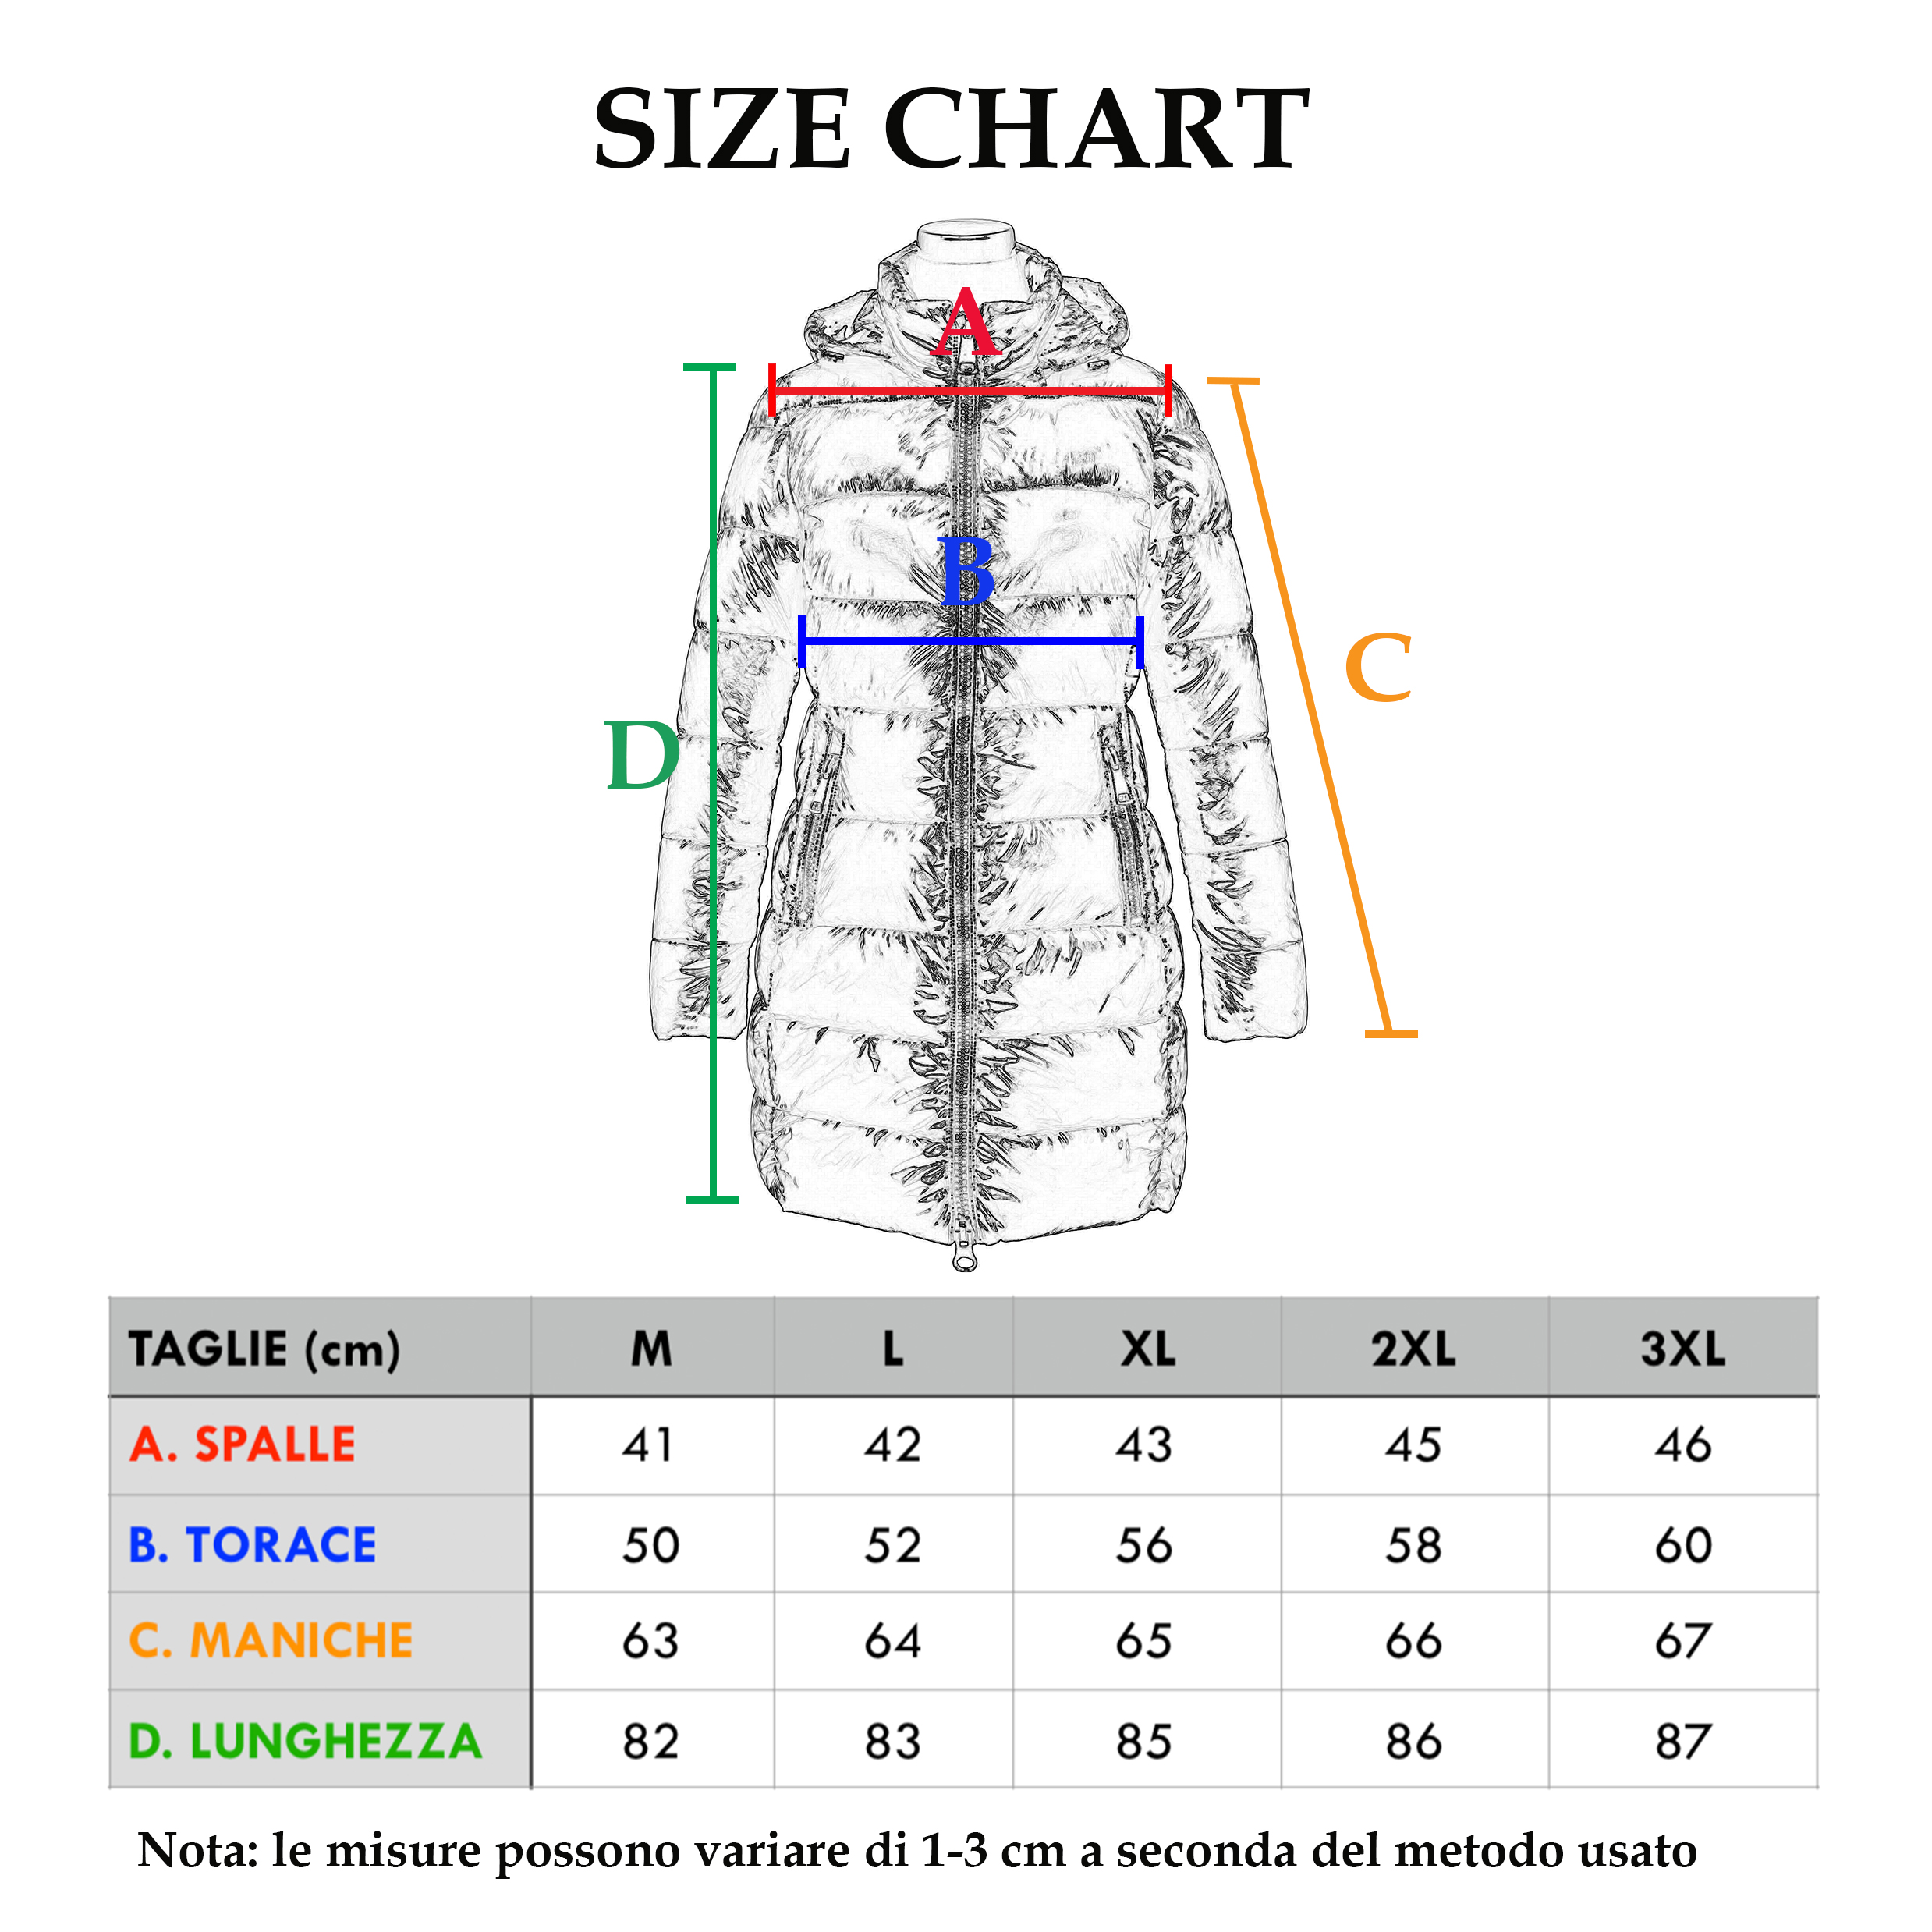 SIZE CHART
A
B
C
D
TAGLIE (cm) M L XL 2XL 3XL
A. SPALLE 41 42 43 45 46
B. TORACE 50 52 56 58 60
C. MANICHE 63 64 65 66 67
D. LUNGHEZZA 82 83 85 86 87
Nota: le misure possono variare di 1-3 cm a seconda del metodo usato